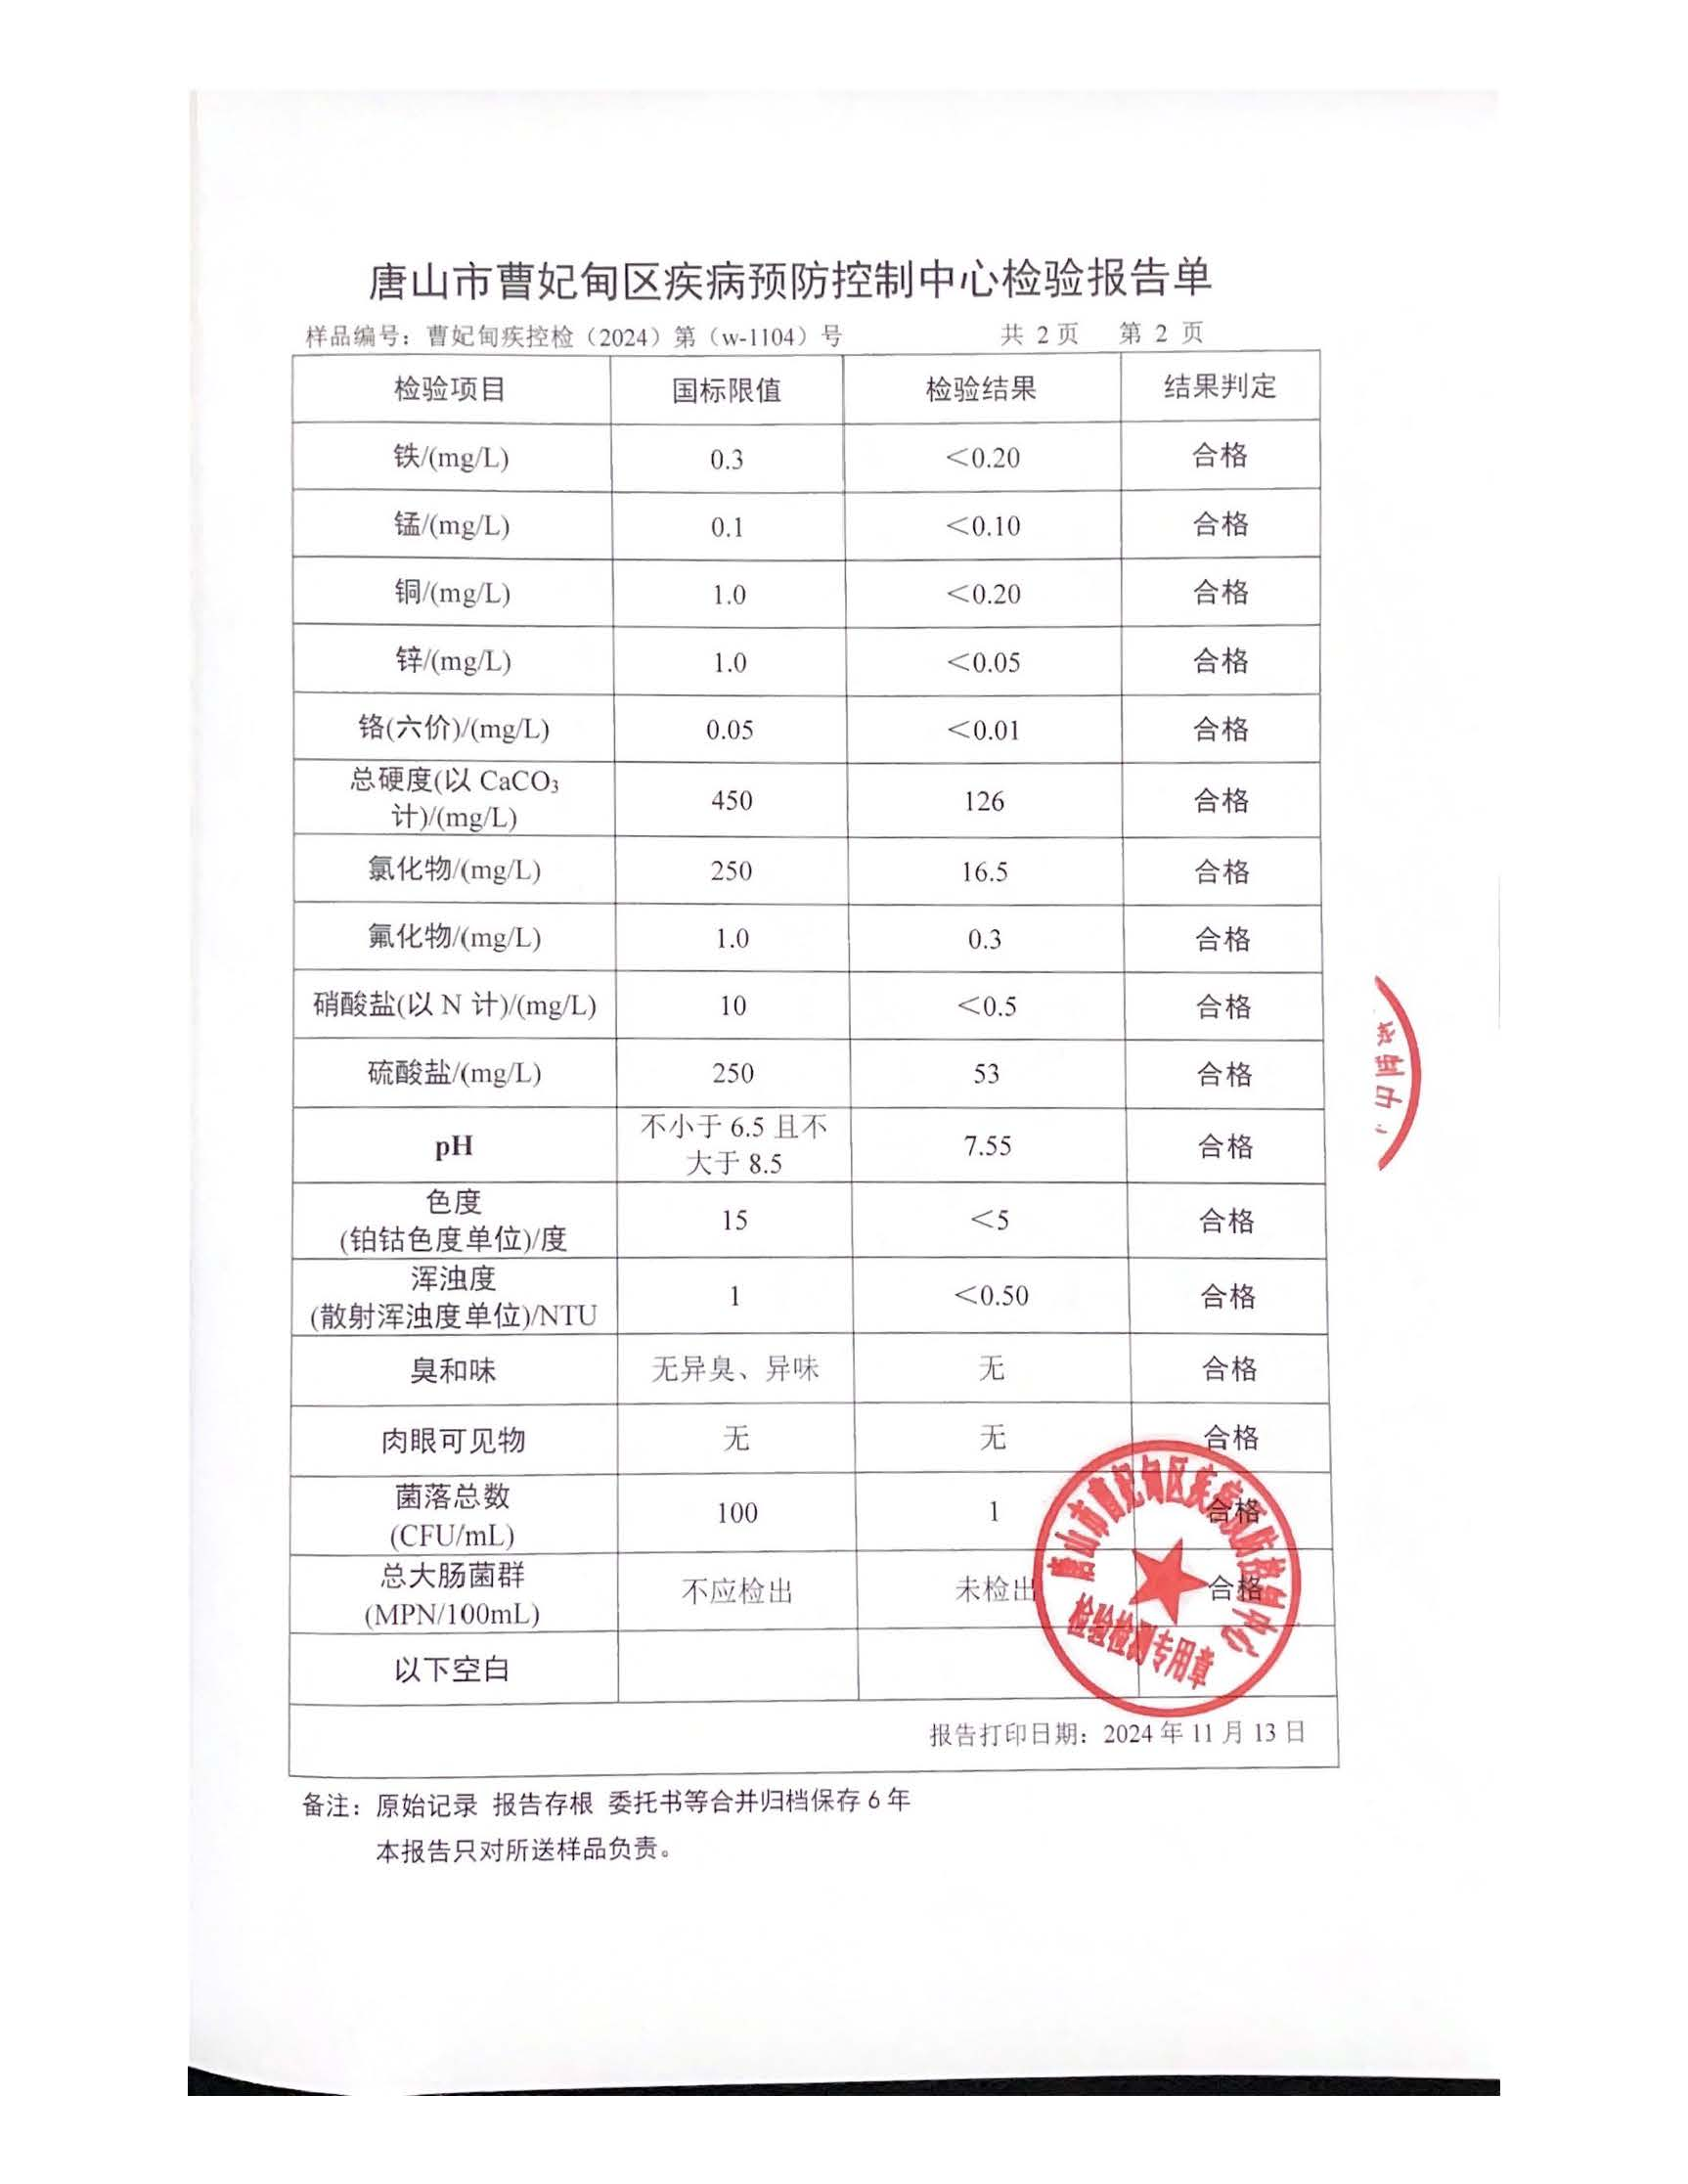 唐山市曹妃甸区疾病预防控制中心检验报告单
样品编号：曹妃甸疾控检（2024）第（w-1104）号 共 2 页 第 2 页
检验项目 国标限值 检验结果 结果判定
铁/(mg/L) 0.3 ＜0.20 合格
锰/(mg/L) 0.1 ＜0.10 合格
铜/(mg/L) 1.0 ＜0.20 合格
锌/(mg/L) 1.0 ＜0.05 合格
铬(六价)/(mg/L) 0.05 ＜0.01 合格
总硬度(以 CaCO₃
计)/(mg/L) 450 126 合格
氯化物/(mg/L) 250 16.5 合格
氟化物/(mg/L) 1.0 0.3 合格
硝酸盐(以 N 计)/(mg/L) 10 ＜0.5 合格
硫酸盐/(mg/L) 250 53 合格
pH 不小于 6.5 且不
大于 8.5 7.55 合格
色度
(铂钴色度单位)/度 15 ＜5 合格
浑浊度
(散射浑浊度单位)/NTU 1 ＜0.50 合格
臭和味 无异臭、异味 无 合格
肉眼可见物 无 无 合格
菌落总数
(CFU/mL) 100 1 合格
总大肠菌群
(MPN/100mL) 不应检出 未检出 合格
以下空白
唐山市曹妃甸区疾病预防控制中心
检验检测专用章
报告打印日期：2024 年 11 月 13 日
备注：原始记录 报告存根 委托书等合并归档保存 6 年
本报告只对所送样品负责。